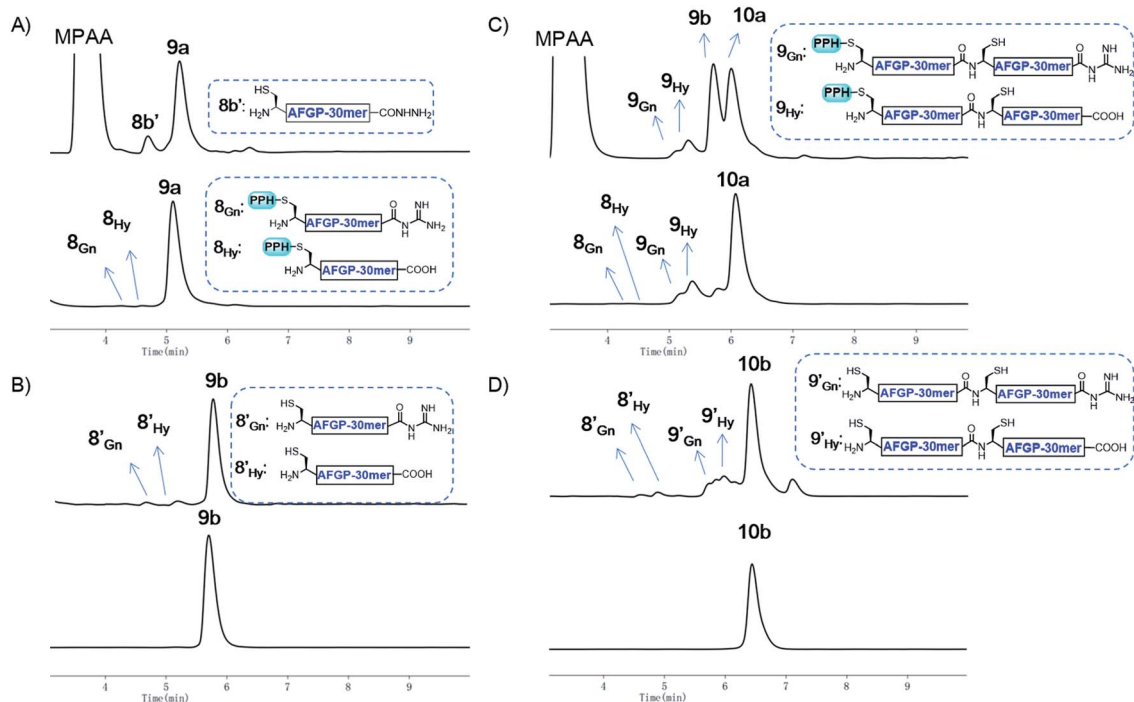 A)
MPAA
9a
8b'
8b':
HS
H₂N
AFGP-30mer
CONHNH₂
9a
8Gn
8Hy
8Gn:
PPH
S
H₂N
AFGP-30mer
O
N
H
NH
NH₂
8Hy:
PPH
S
H₂N
AFGP-30mer
COOH
4 5 6 7 8 9
Time(min)
B)
9b
8'Gn
8'Hy
8'Gn:
HS
H₂N
AFGP-30mer
O
N
H
NH
NH₂
8'Hy:
HS
H₂N
AFGP-30mer
COOH
9b
4 5 6 7 8 9
Time(min)
C)
MPAA
9b
10a
9Gn
9Hy
9Gn:
PPH
S
H₂N
AFGP-30mer
O
N
H
SH
AFGP-30mer
O
N
H
NH
NH₂
9Hy:
PPH
S
H₂N
AFGP-30mer
O
N
H
SH
AFGP-30mer
COOH
10a
8Gn
8Hy
9Gn
9Hy
4 5 6 7 8 9
Time(min)
D)
10b
8'Gn
8'Hy
9'Gn
9'Hy
9'Gn:
HS
H₂N
AFGP-30mer
O
HN
SH
AFGP-30mer
O
N
H
NH
NH₂
9'Hy:
HS
H₂N
AFGP-30mer
O
N
H
SH
AFGP-30mer
COOH
10b
4 5 6 7 8 9
Time(min)